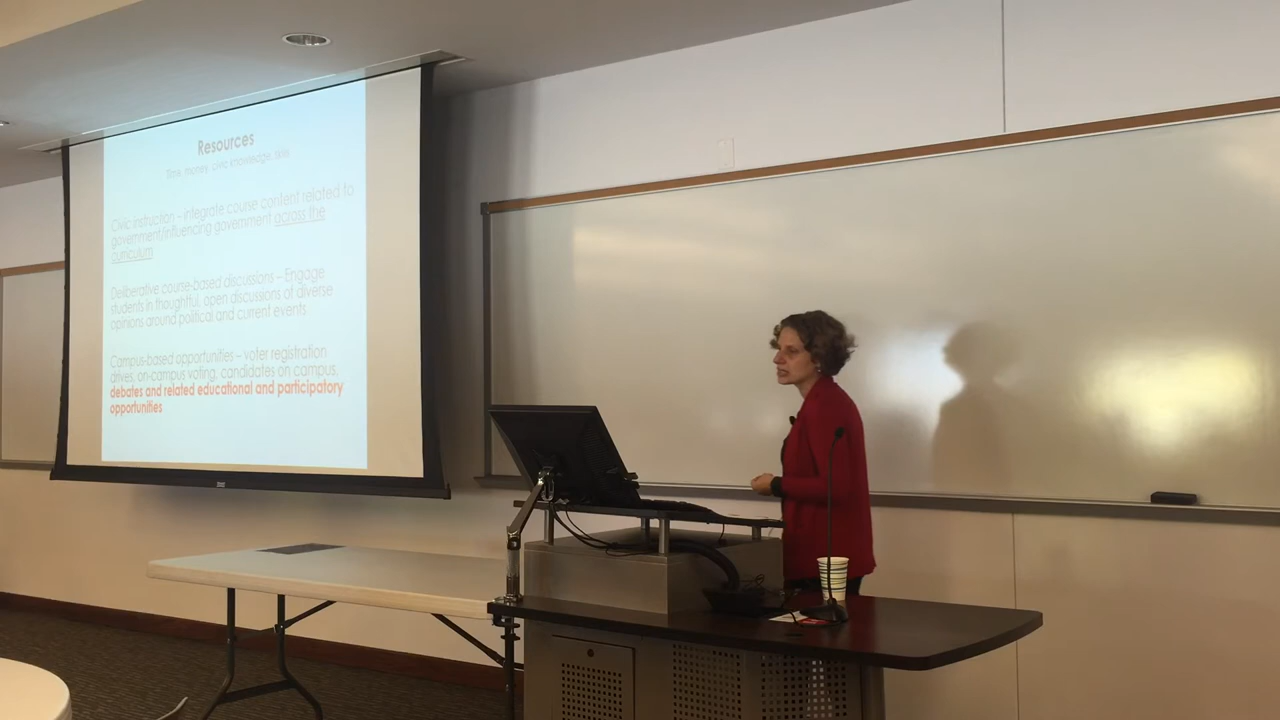 Resources
Time, money, civic knowledge, skills
Civic instruction – integrate course content related to
government/influencing government across the
curriculum
Deliberative course-based discussions – Engage
students in thoughtful, open discussions of diverse
opinions around political and current events
Campus-based opportunities – voter registration
drives, on-campus voting, candidates on campus,
debates and related educational and participatory
opportunities